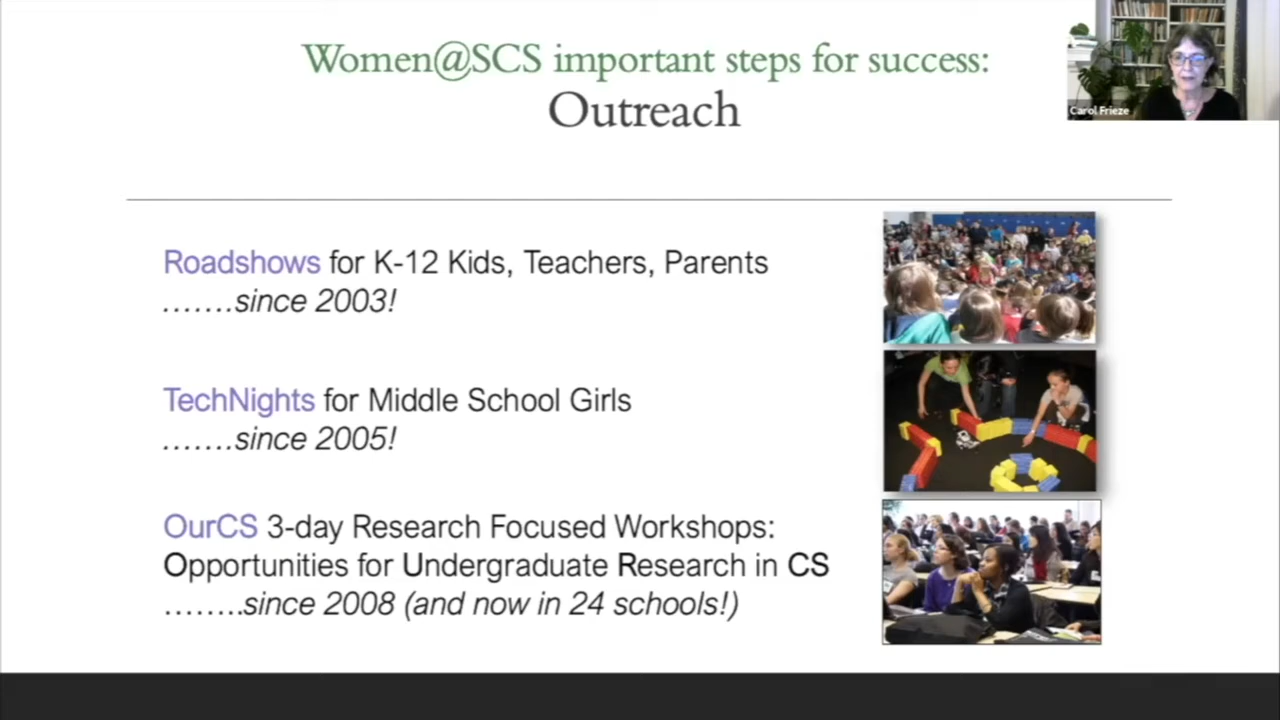 Women@SCS important steps for success:
Outreach
Carol Frieze
Roadshows for K-12 Kids, Teachers, Parents
.......since 2003!
TechNights for Middle School Girls
.......since 2005!
OurCS 3-day Research Focused Workshops:
Opportunities for Undergraduate Research in CS
........since 2008 (and now in 24 schools!)